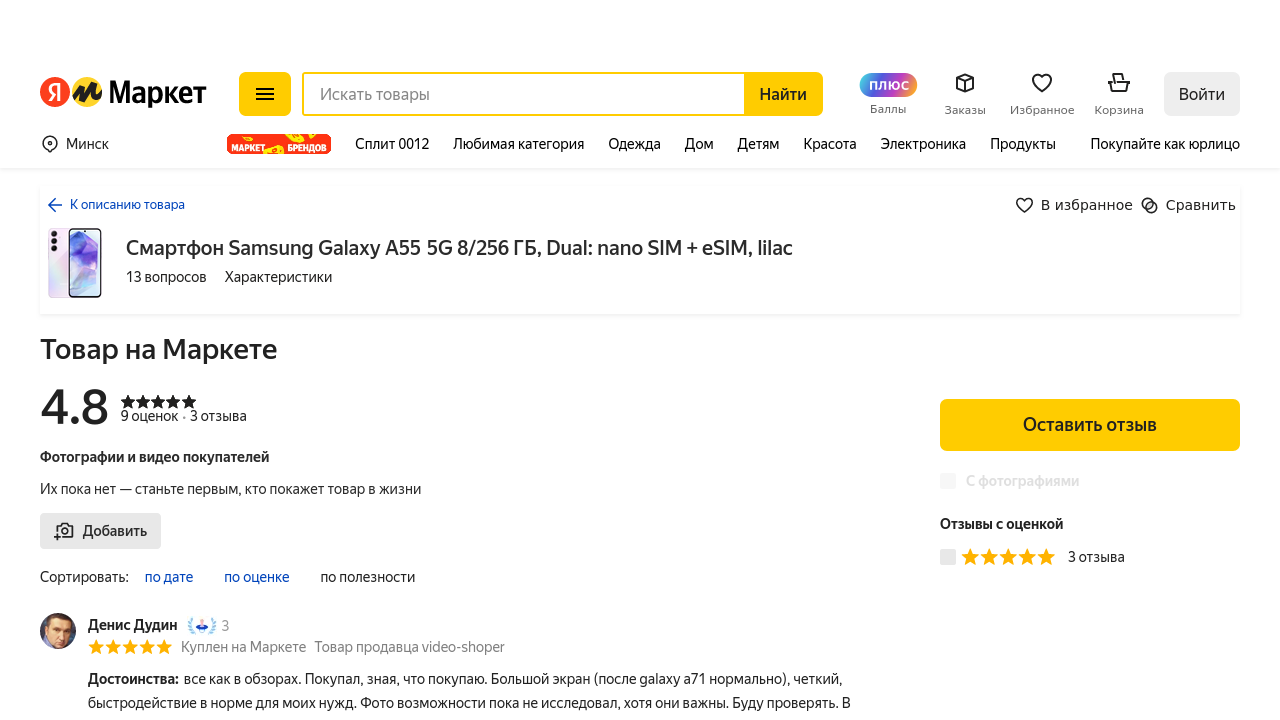 Я Маркет
Искать товары
Найти
ПЛЮС
Баллы
Заказы
Избранное
Корзина
Войти
Минск
МАРКЕТ БРЕНДОВ
Сплит 0012
Любимая категория
Одежда
Дом
Детям
Красота
Электроника
Продукты
Покупайте как юрлицо
К описанию товара
В избранное
Сравнить
Смартфон Samsung Galaxy A55 5G 8/256 ГБ, Dual: nano SIM + eSIM, lilac
13 вопросов Характеристики
Товар на Маркете
4.8
9 оценок · 3 отзыва
Оставить отзыв
Фотографии и видео покупателей
С фотографиями
Их пока нет — станьте первым, кто покажет товар в жизни
Отзывы с оценкой
Добавить
3 отзыва
Сортировать: по дате по оценке по полезности
Денис Дудин 3
Куплен на Маркете Товар продавца video-shoper
Достоинства: все как в обзорах. Покупал, зная, что покупаю. Большой экран (после galaxy a71 нормально), четкий,
быстродействие в норме для моих нужд. Фото возможности пока не исследовал, хотя они важны. Буду проверять. В